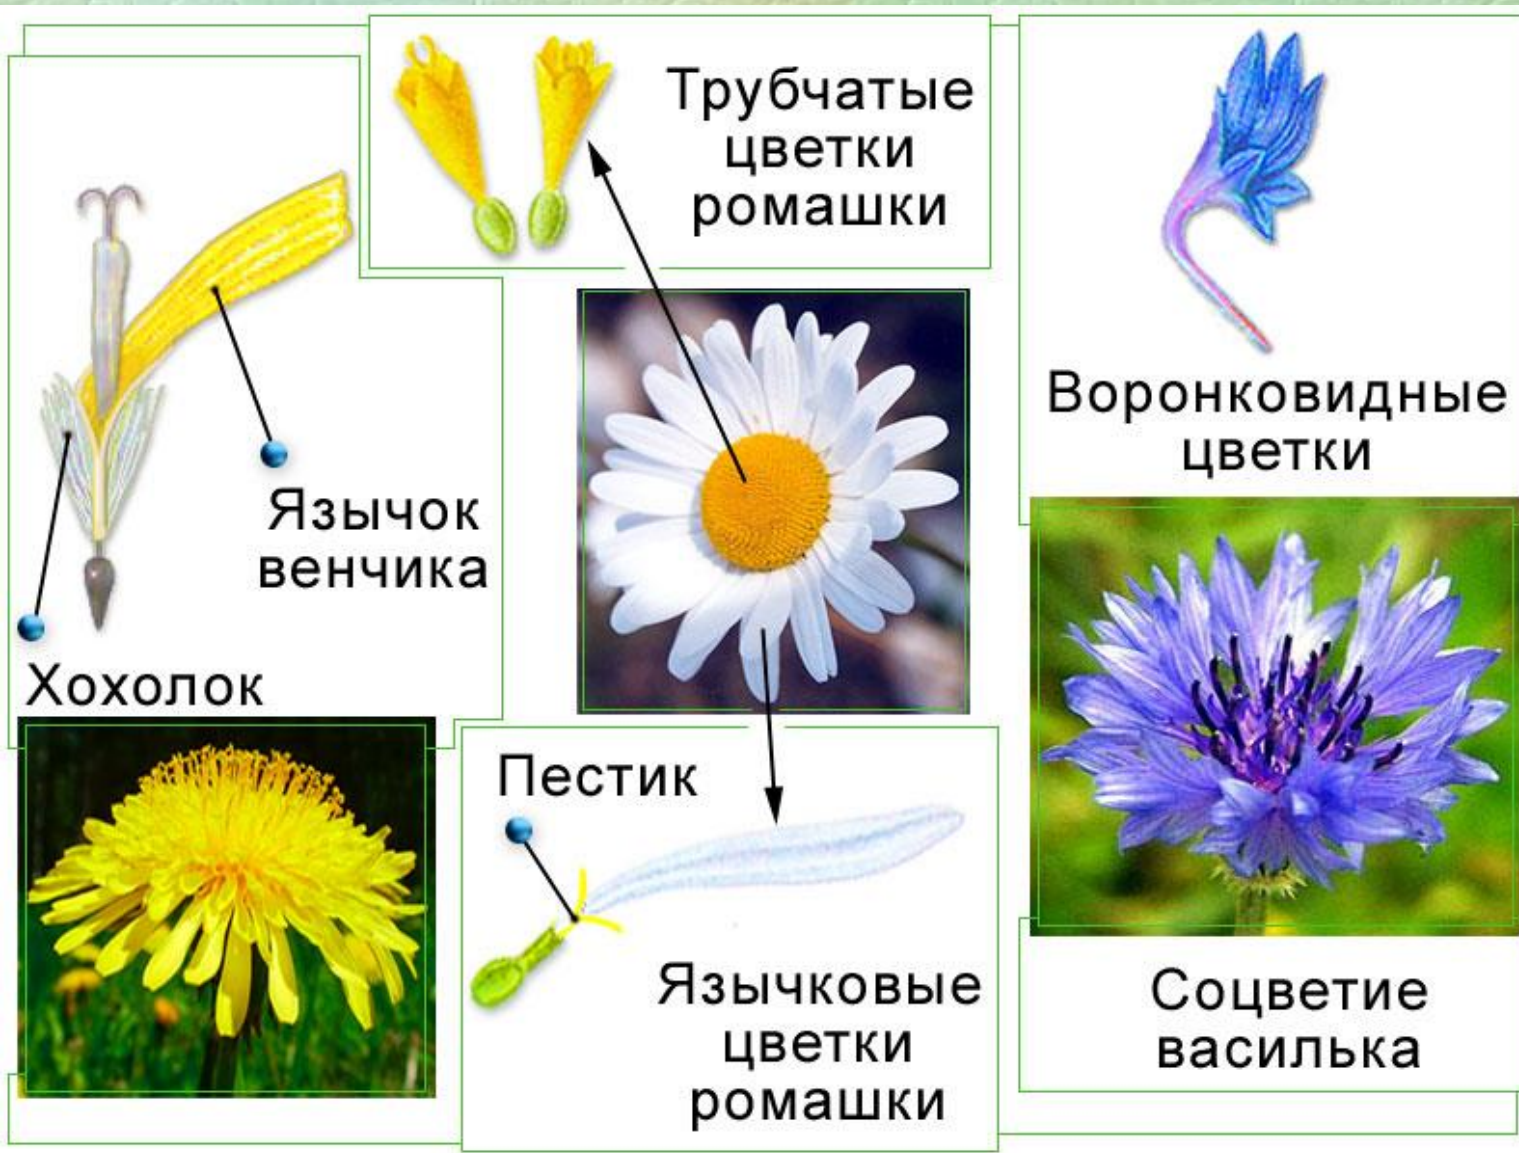 Трубчатые
цветки
ромашки
Воронковидные
цветки
Язычок
венчика
Хохолок
Пестик
Язычковые
цветки
ромашки
Соцветие
василька